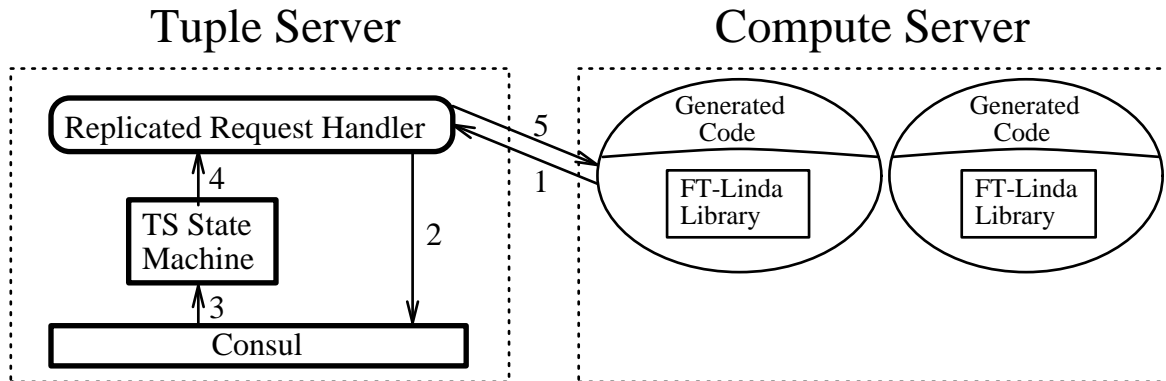 Tuple Server
Compute Server
Replicated Request Handler
5
1
4
2
TS State
Machine
3
Consul
Generated
Code
FT-Linda
Library
Generated
Code
FT-Linda
Library